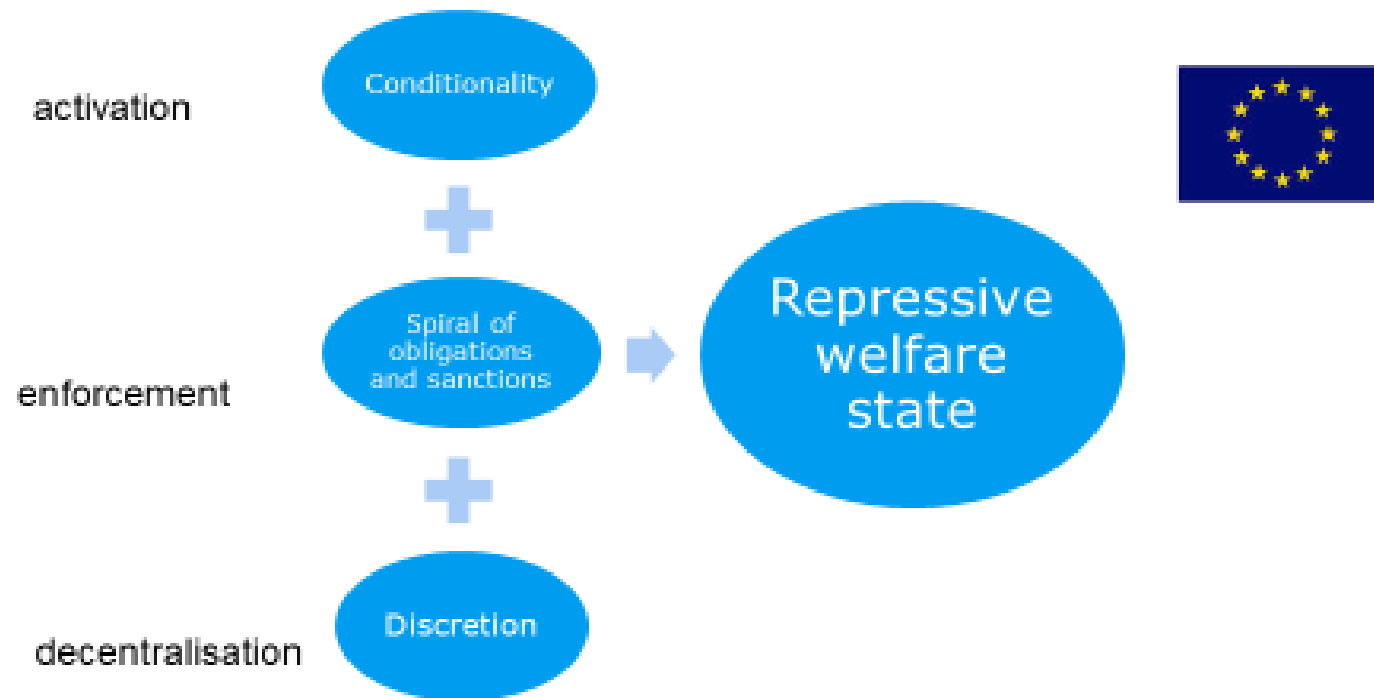 Conditionality
activation
Repressive
welfare
state
Spiral of
obligations
and sanctions
enforcement
Discretion
decentralisation